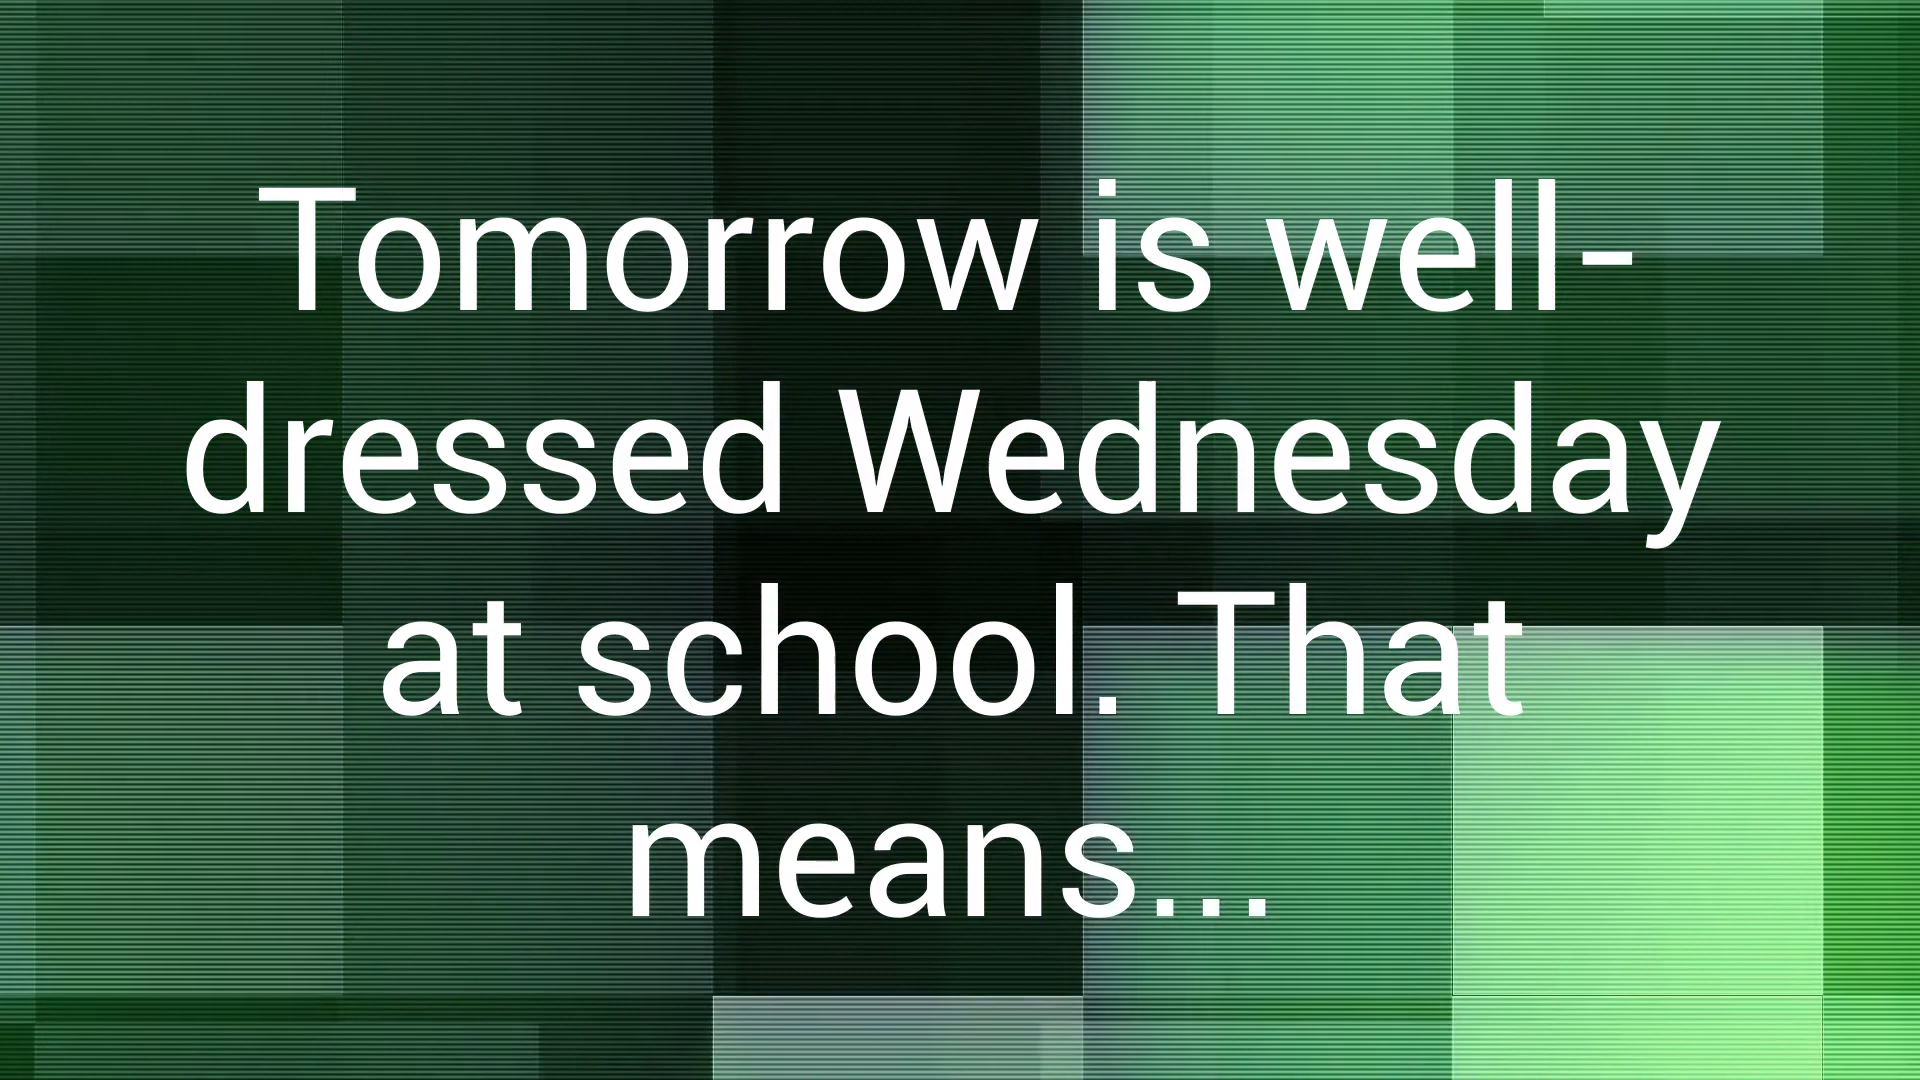 Tomorrow is well-
dressed Wednesday
at school. That
means...